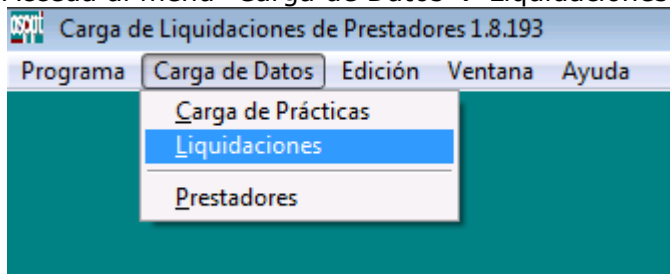 Carga de Liquidaciones de Prestadores 1.8.193
Programa Carga de Datos Edición Ventana Ayuda
Carga de Prácticas
Liquidaciones
Prestadores